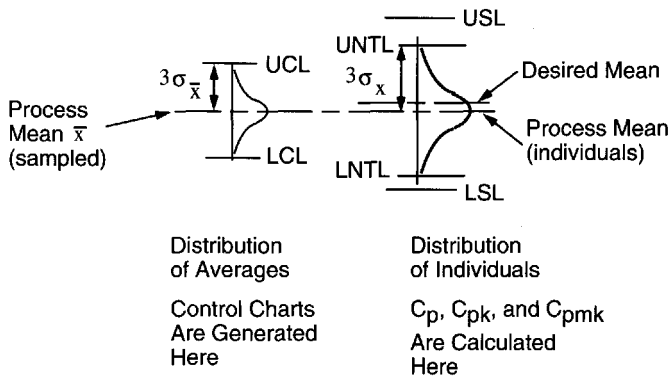 USL
UNTL
UCL
3σx̄
3σx
Desired Mean
Process
Mean x̄
(sampled)
Process Mean
(individuals)
LCL
LNTL
LSL
Distribution
of Averages
Distribution
of Individuals
Control Charts
Are Generated
Here
Cp, Cpk, and Cpmk
Are Calculated
Here